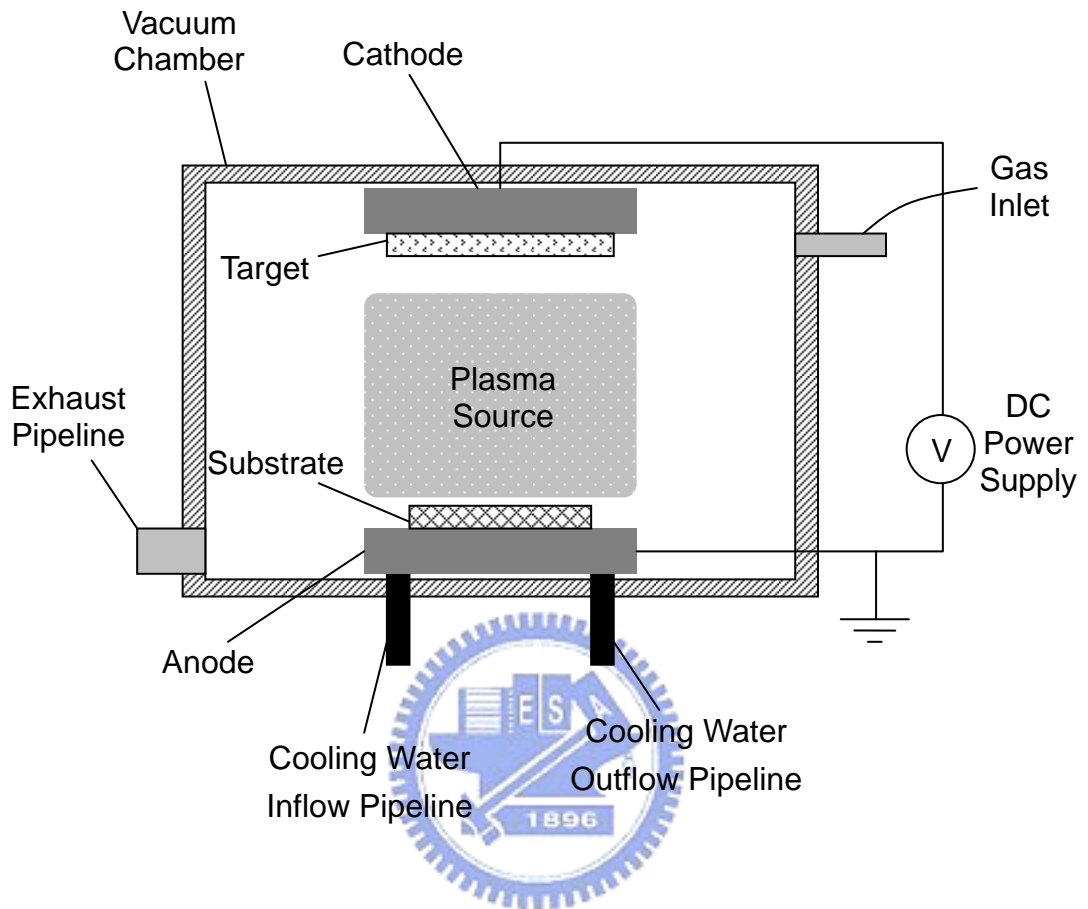 Vacuum
Chamber
Cathode
Gas
Inlet
Target
Plasma
Source
Exhaust
Pipeline
DC
Power
Supply
V
Substrate
Anode
E S A
Cooling Water
Inflow Pipeline
Cooling Water
Outflow Pipeline
1896